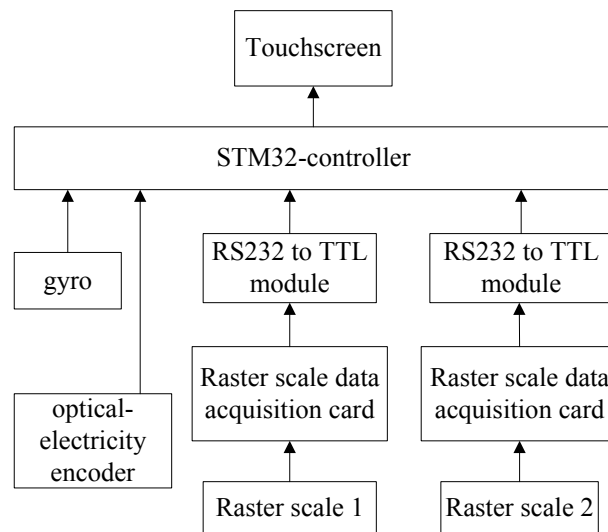 Touchscreen
STM32-controller
gyro
RS232 to TTL
module
RS232 to TTL
module
optical-
electricity
encoder
Raster scale data
acquisition card
Raster scale data
acquisition card
Raster scale 1
Raster scale 2